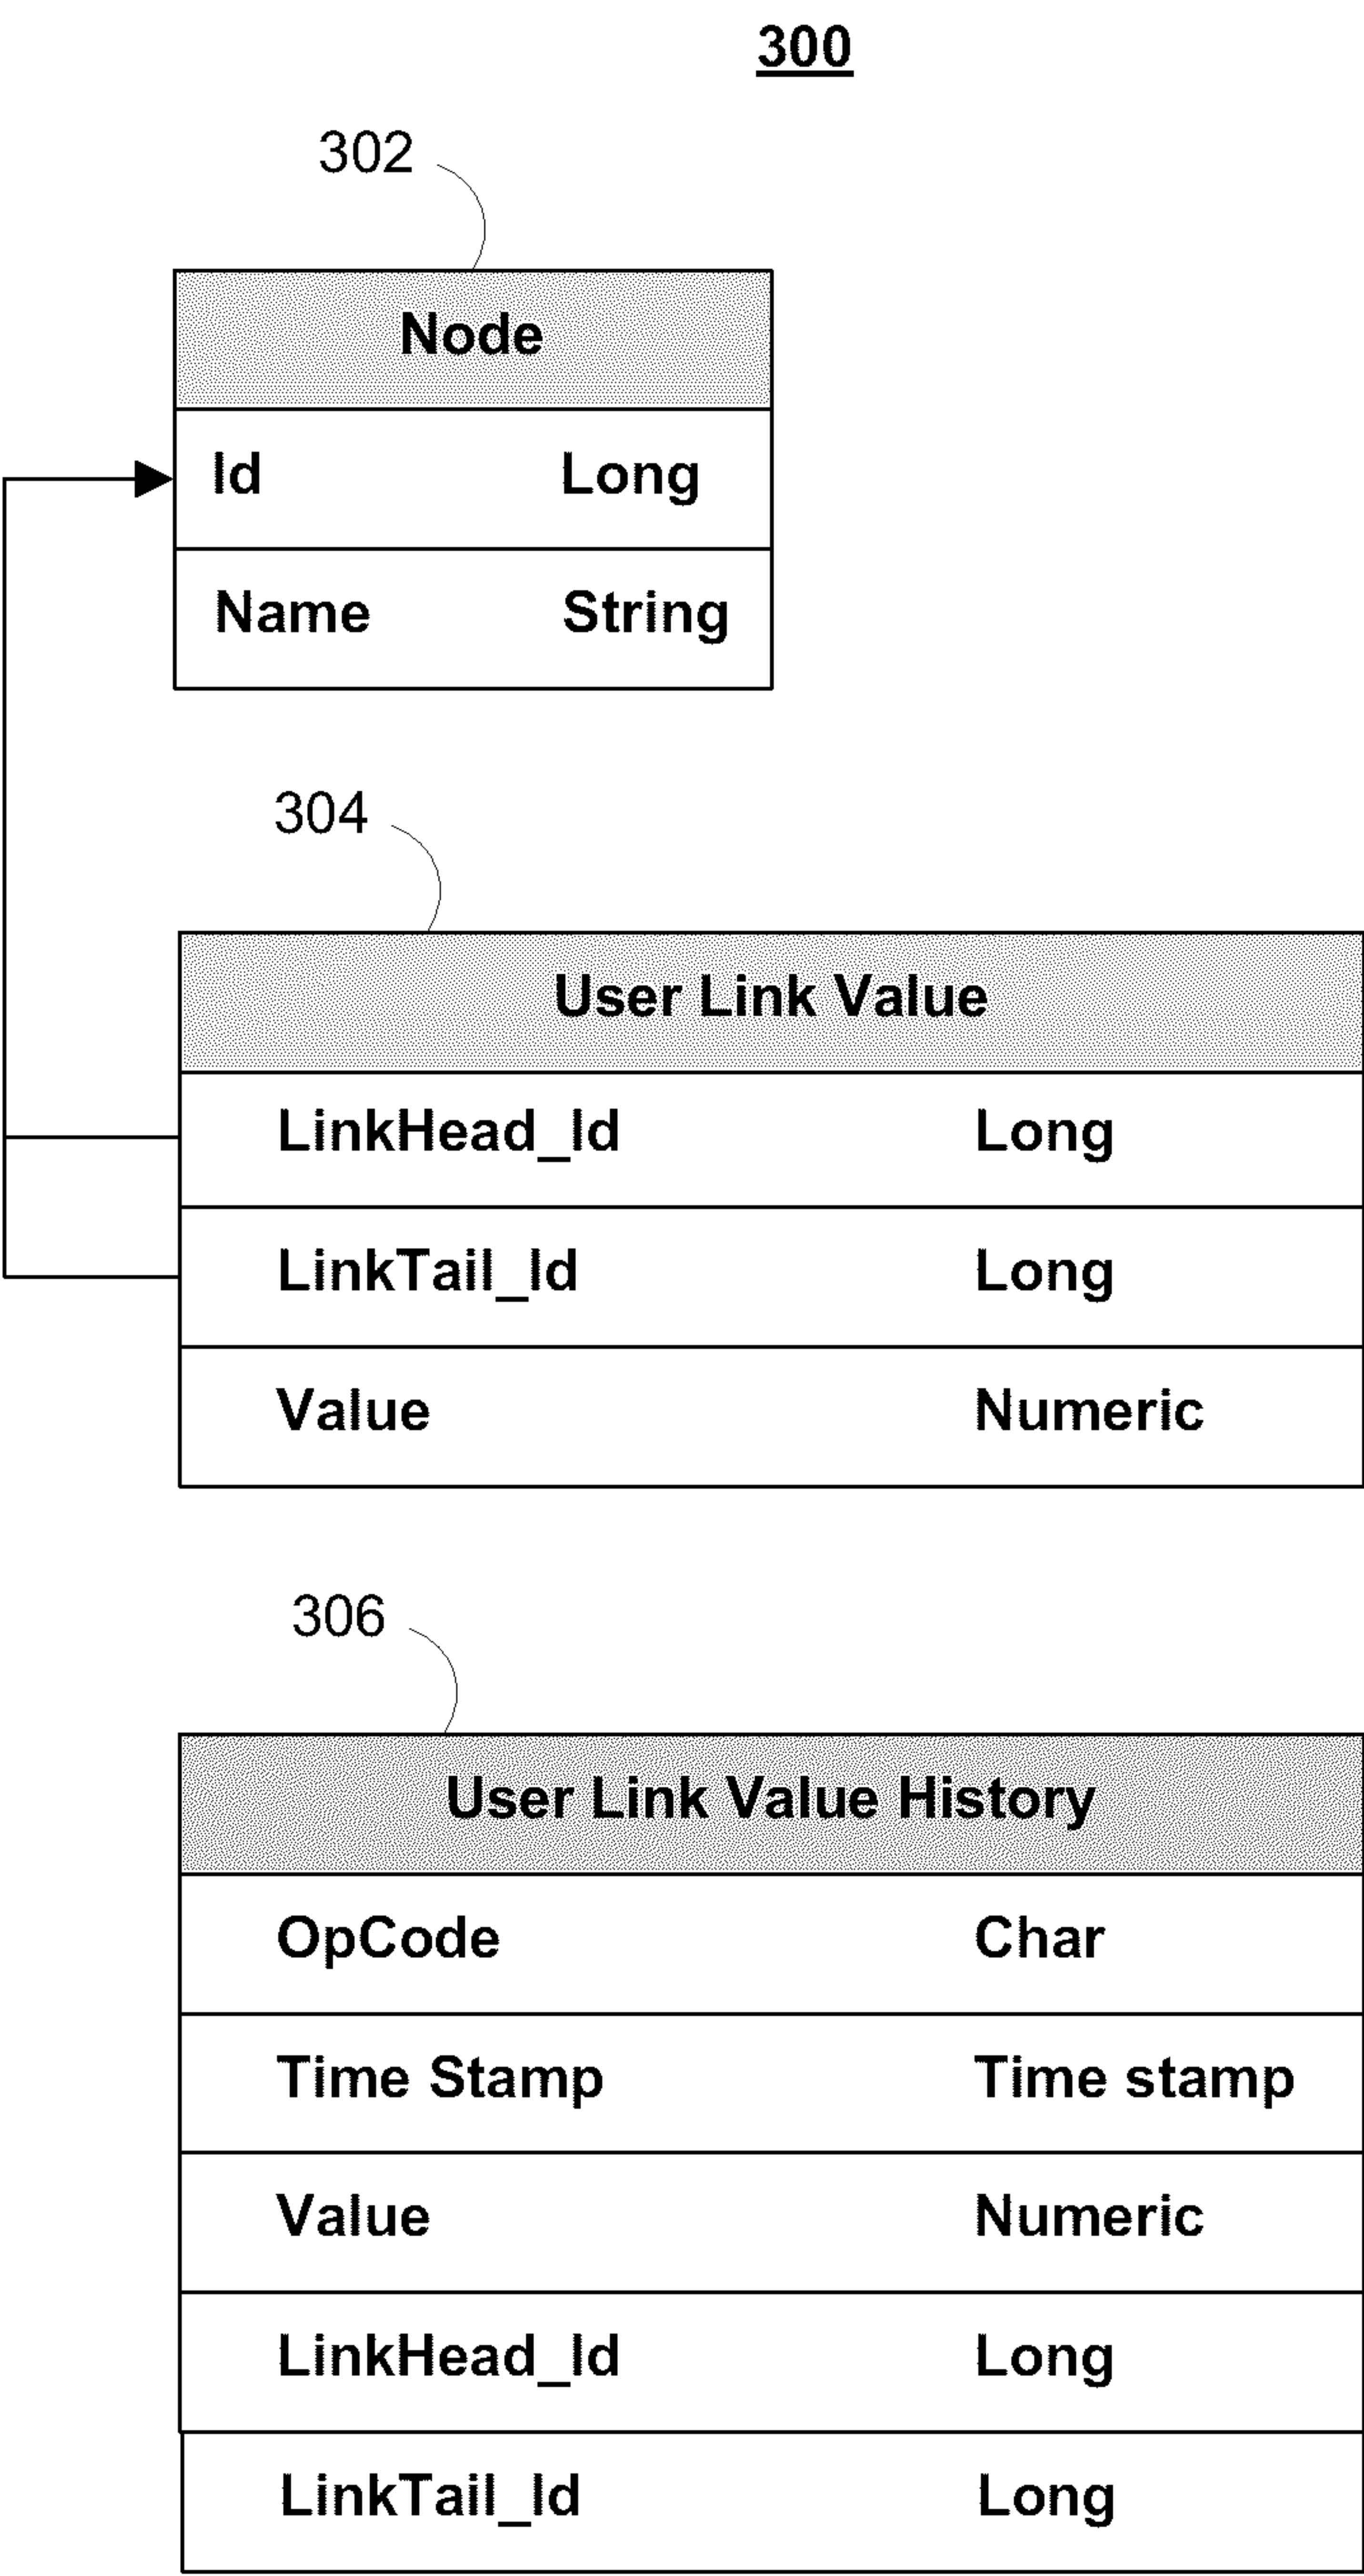 300
302
Node
Id Long
Name String
304
User Link Value
LinkHead_Id Long
LinkTail_Id Long
Value Numeric
306
User Link Value History
OpCode Char
Time Stamp Time stamp
Value Numeric
LinkHead_Id Long
LinkTail_Id Long